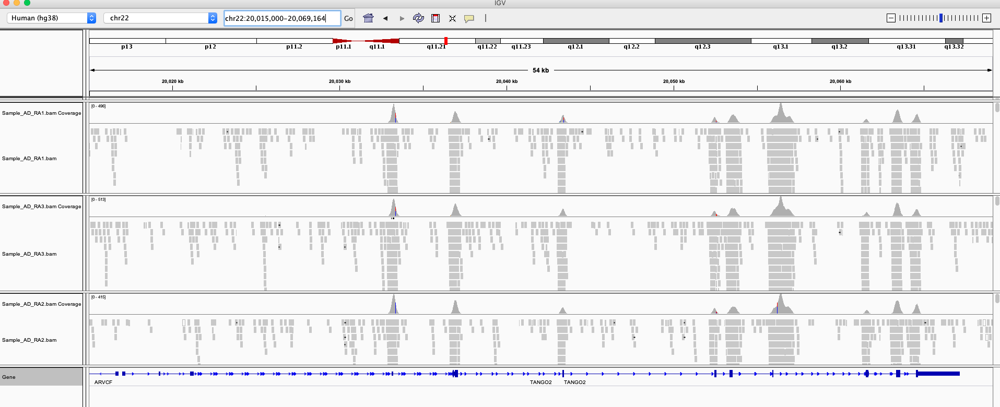 IGV
Human (hg38) chr22 chr22:20,015,000-20,069,164 Go
p13 p12 p11.2 p11.1 q11.1 q11.21 q11.22 q11.23 q12.1 q12.2 q12.3 q13.1 q13.2 q13.31 q13.32
54 kb
20,020 kb 20,030 kb 20,040 kb 20,050 kb 20,060 kb
[0 - 496]
Sample_AD_RA1.bam Coverage
Sample_AD_RA1.bam
[0 - 513]
Sample_AD_RA3.bam Coverage
Sample_AD_RA3.bam
[0 - 415]
Sample_AD_RA2.bam Coverage
Sample_AD_RA2.bam
Gene
ARVCF TANGO2 TANGO2